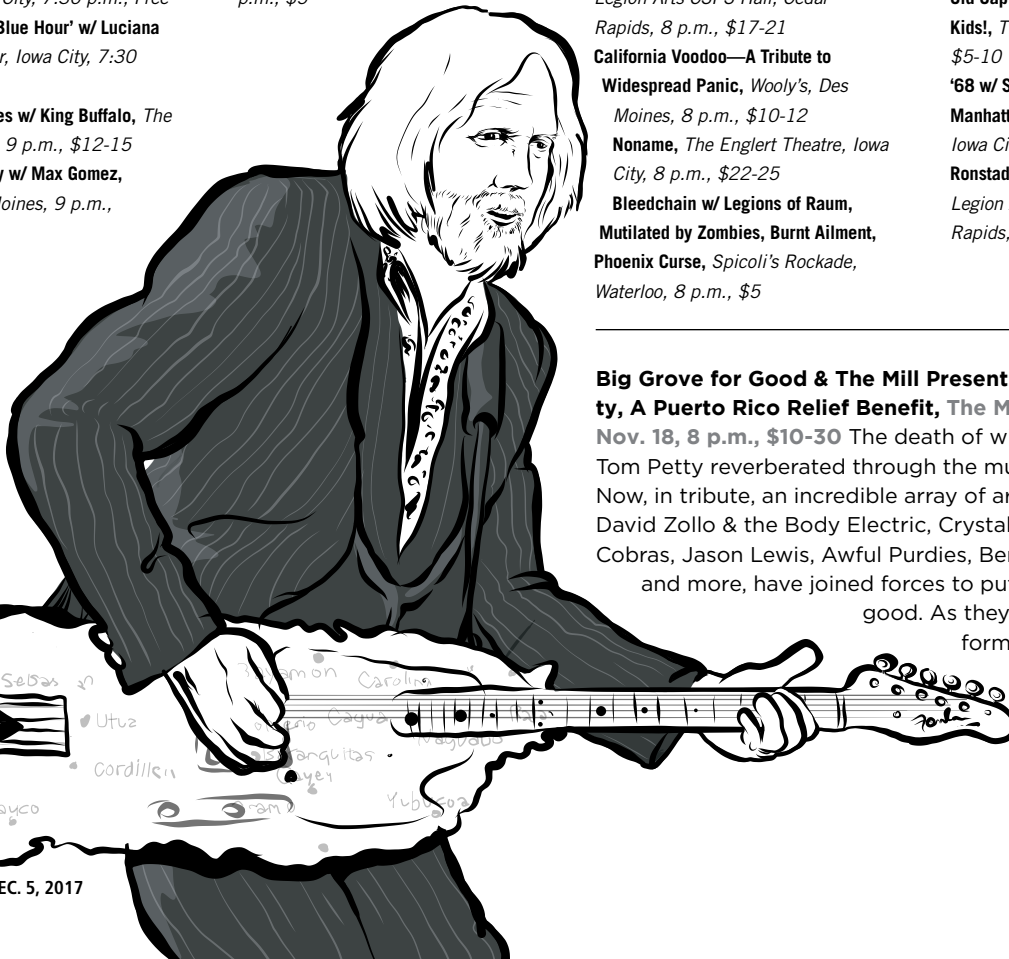 City, 7:30 p.m., Free
Blue Hour’ w/ Luciana
r, Iowa City, 7:30
es w/ King Buffalo, The
9 p.m., $12-15
y w/ Max Gomez,
Moines, 9 p.m.,
p.m., $5
Legion Arts CSPS Hall, Cedar
Rapids, 8 p.m., $17-21
California Voodoo—A Tribute to
Widespread Panic, Wooly’s, Des
Moines, 8 p.m., $10-12
Noname, The Englert Theatre, Iowa
City, 8 p.m., $22-25
Bleedchain w/ Legions of Raum,
Mutilated by Zombies, Burnt Ailment,
Phoenix Curse, Spicoli’s Rockade,
Waterloo, 8 p.m., $5
Kids!, T
$5-10
‘68 w/ S
Manhatt
Iowa Ci
Ronstad
Legion
Rapids,
Big Grove for Good & The Mill Present
ty, A Puerto Rico Relief Benefit, The M
Nov. 18, 8 p.m., $10-30 The death of w
Tom Petty reverberated through the mu
Now, in tribute, an incredible array of ar
David Zollo & the Body Electric, Crystal
Cobras, Jason Lewis, Awful Purdies, Ber
and more, have joined forces to pu
good. As they
form
Carolina
Utua
Cayey
Yubucoa
Fender
EC. 5, 2017